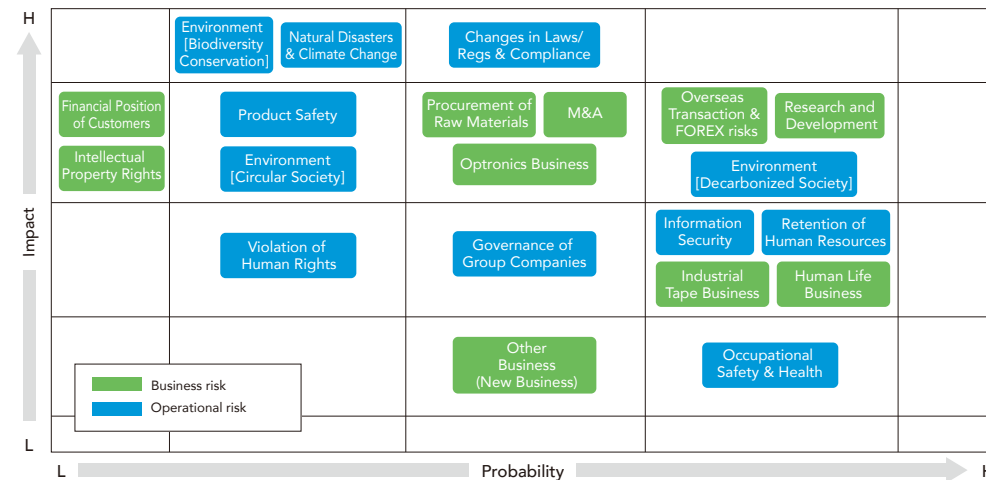 H
Environment
[Biodiversity
Conservation]
Natural Disasters
& Climate Change
Changes in Laws/
Regs & Compliance
Financial Position
of Customers
Product Safety
Procurement of
Raw Materials
M&A
Overseas
Transaction &
FOREX risks
Research and
Development
Intellectual
Property Rights
Environment
[Circular Society]
Optronics Business
Environment
[Decarbonized Society]
Impact
Violation of
Human Rights
Governance of
Group Companies
Information
Security
Retention of
Human Resources
Industrial
Tape Business
Human Life
Business
Other
Business
(New Business)
Occupational
Safety & Health
Business risk
Operational risk
L
L
Probability
H